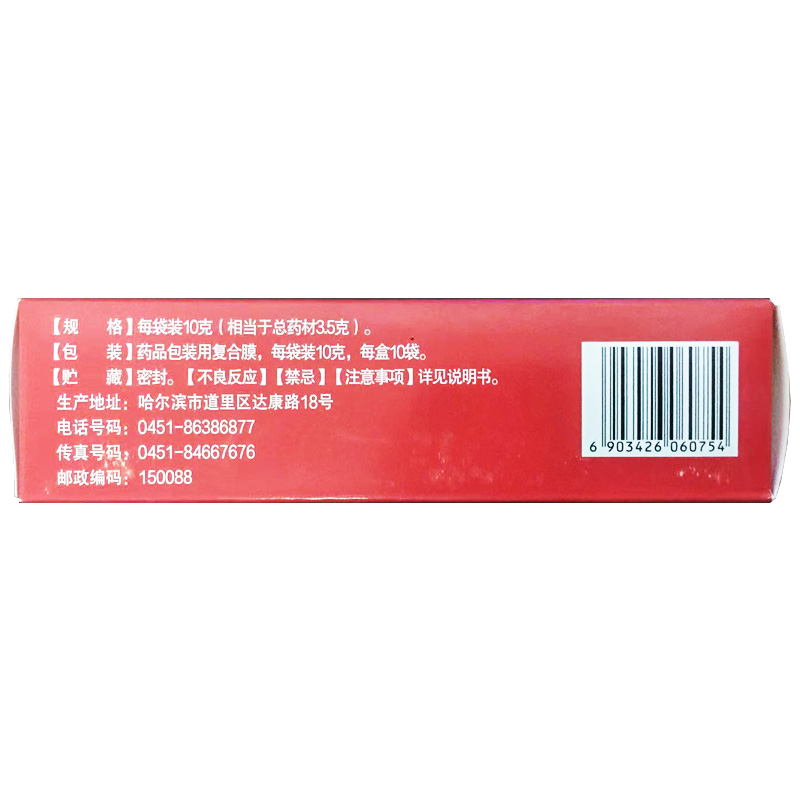 【规　格】每袋装10克（相当于总药材3.5克）。
【包　装】药品包装用复合膜，每袋装10克，每盒10袋。
【贮　藏】密封。【不良反应】【禁忌】【注意事项】详见说明书。
生产地址：哈尔滨市道里区达康路18号
电话号码：0451-86386877
传真号码：0451-84667676
邮政编码：150088
6 903426 060754